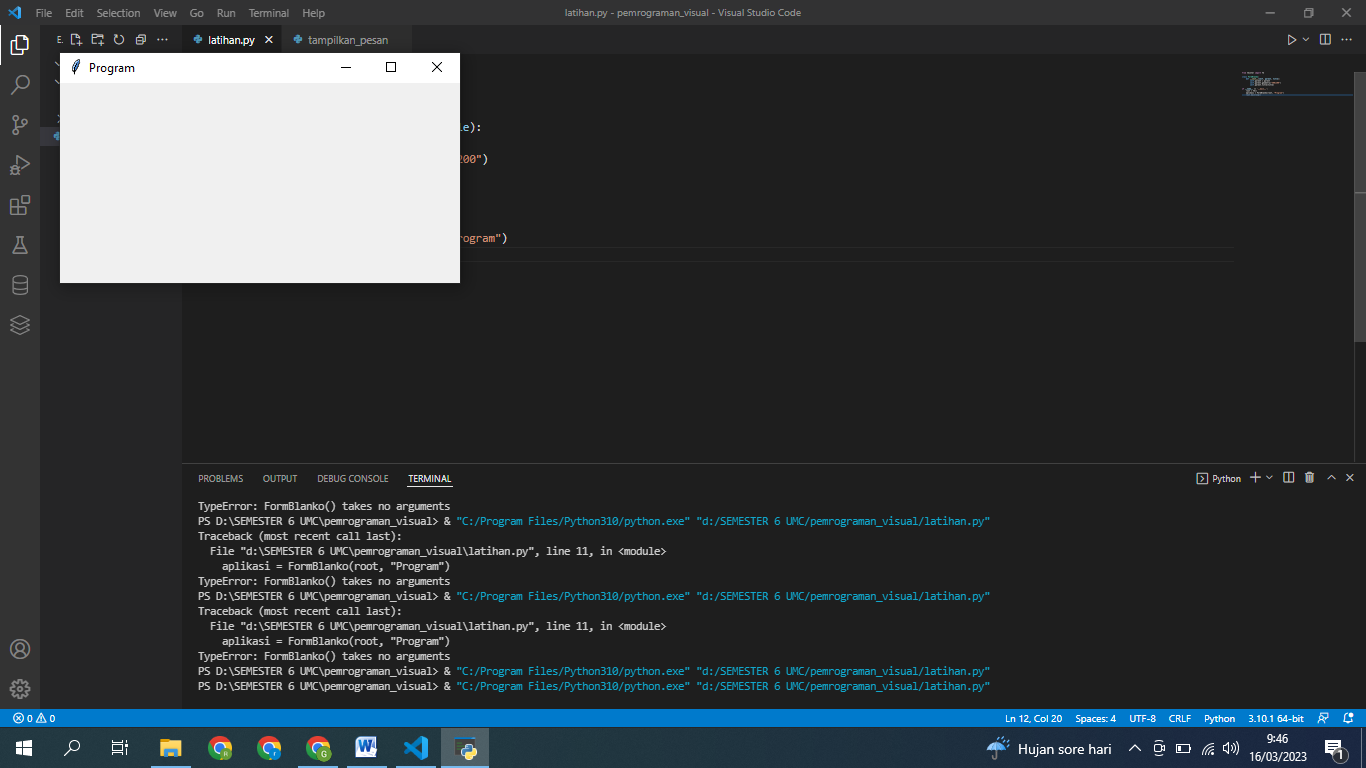 File Edit Selection View Go Run Terminal Help
latihan.py - pemrograman_visual - Visual Studio Code
E.
latihan.py
tampilkan_pesan
Program
le):
200")
rogram")
PROBLEMS OUTPUT DEBUG CONSOLE TERMINAL
Python
TypeError: FormBlanko() takes no arguments
PS D:\SEMESTER 6 UMC\pemrograman_visual> & "C:/Program Files/Python310/python.exe" "d:/SEMESTER 6 UMC/pemrograman_visual/latihan.py"
Traceback (most recent call last):
File "d:\SEMESTER 6 UMC\pemrograman_visual\latihan.py", line 11, in <module>
aplikasi = FormBlanko(root, "Program")
TypeError: FormBlanko() takes no arguments
PS D:\SEMESTER 6 UMC\pemrograman_visual> & "C:/Program Files/Python310/python.exe" "d:/SEMESTER 6 UMC/pemrograman_visual/latihan.py"
Traceback (most recent call last):
File "d:\SEMESTER 6 UMC\pemrograman_visual\latihan.py", line 11, in <module>
aplikasi = FormBlanko(root, "Program")
TypeError: FormBlanko() takes no arguments
PS D:\SEMESTER 6 UMC\pemrograman_visual> & "C:/Program Files/Python310/python.exe" "d:/SEMESTER 6 UMC/pemrograman_visual/latihan.py"
PS D:\SEMESTER 6 UMC\pemrograman_visual> & "C:/Program Files/Python310/python.exe" "d:/SEMESTER 6 UMC/pemrograman_visual/latihan.py"
0 0
Ln 12, Col 20 Spaces: 4 UTF-8 CRLF Python 3.10.1 64-bit
Hujan sore hari
9:46
16/03/2023
1